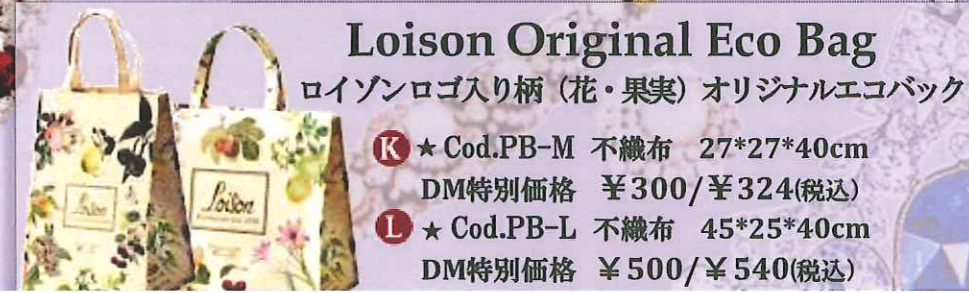 Loison Original Eco Bag
ロイゾンロゴ入り柄（花・果実）オリジナルエコバック
K ★Cod.PB-M 不織布 27*27*40cm
DM特別価格 ￥300/￥324(税込)
L ★Cod.PB-L 不織布 45*25*40cm
DM特別価格 ￥500/￥540(税込)
Loison
Loison